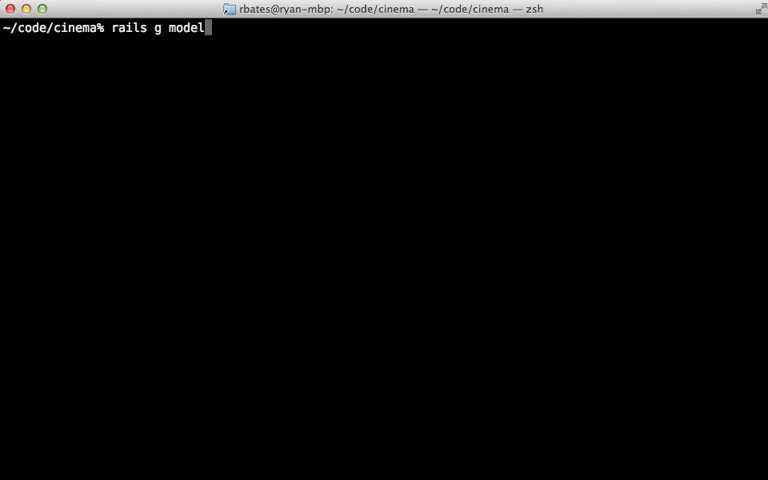 rbates@ryan-mbp: ~/code/cinema — ~/code/cinema — zsh
~/code/cinema% rails g model